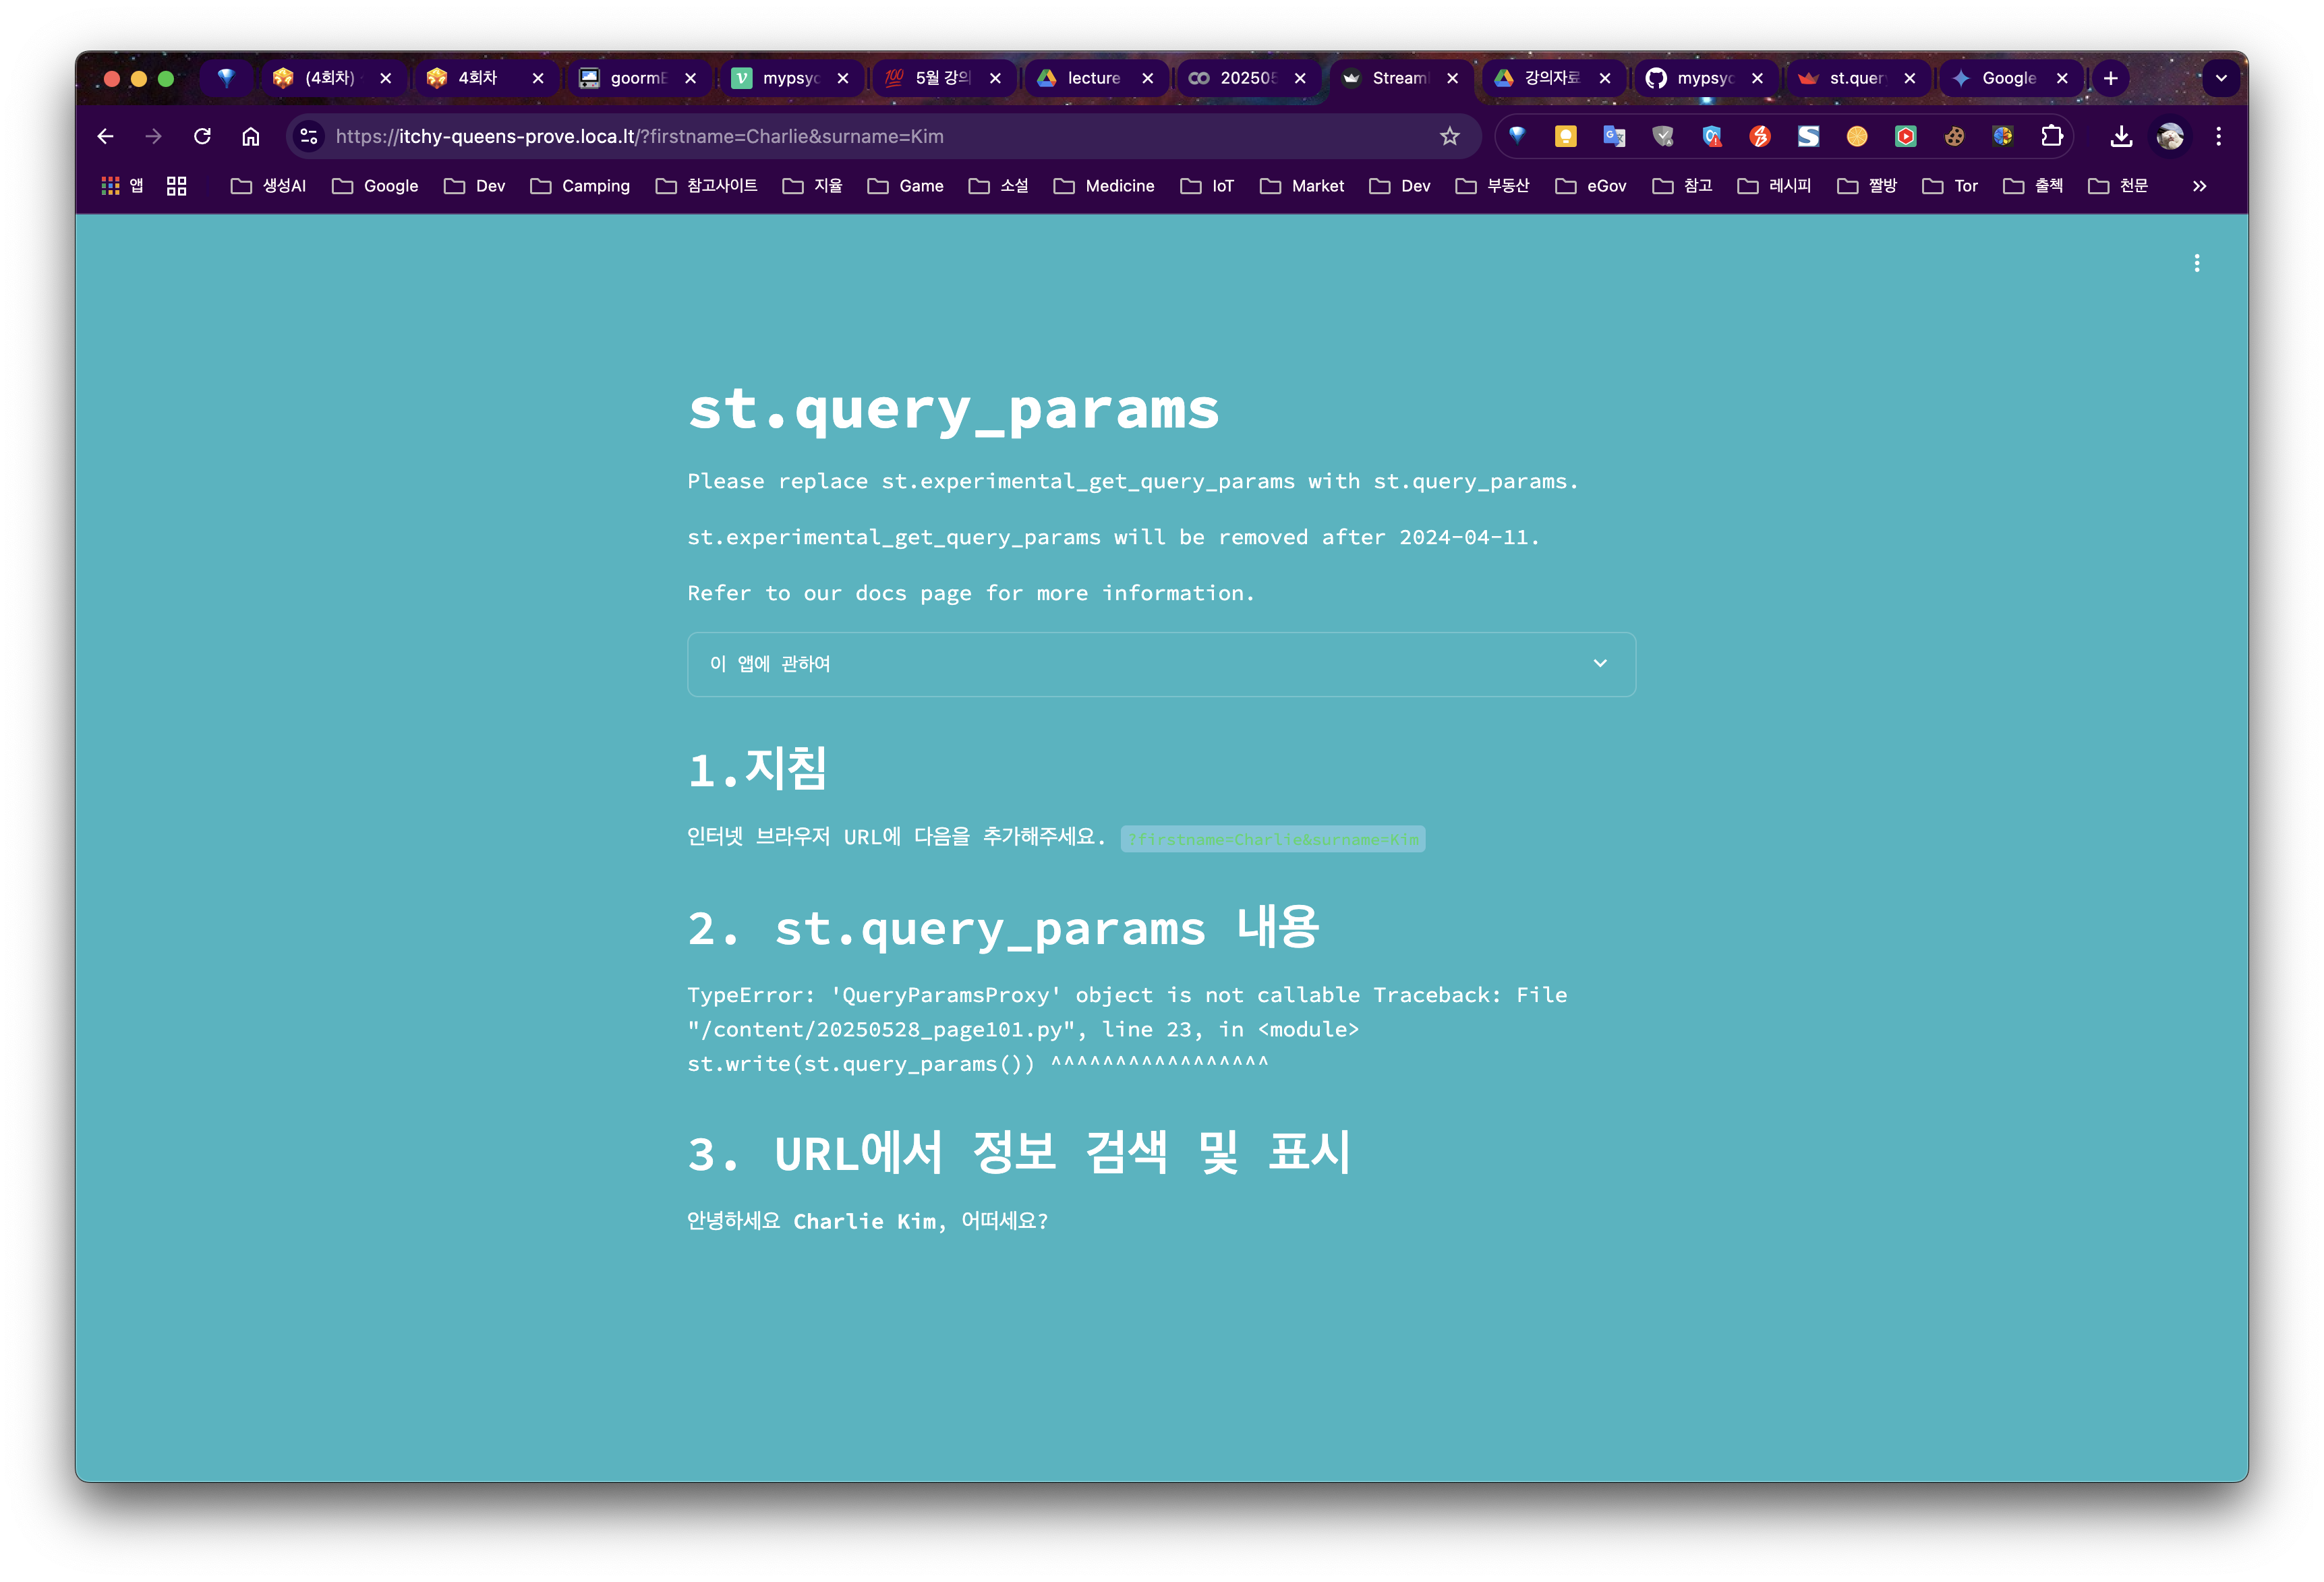 (4회차)
4회차
goormE
mypsyc
5월 강의
lecture
202505
Stream
강의자료
mypsyc
st.quer
Google
https://itchy-queens-prove.loca.lt/?firstname=Charlie&surname=Kim
앱
생성AI
Google
Dev
Camping
참고사이트
지율
Game
소설
Medicine
IoT
Market
Dev
부동산
eGov
참고
레시피
짤방
Tor
출첵
천문
st.query_params
Please replace st.experimental_get_query_params with st.query_params.
st.experimental_get_query_params will be removed after 2024-04-11.
Refer to our docs page for more information.
이 앱에 관하여
1.지침
인터넷 브라우저 URL에 다음을 추가해주세요. ?firstname=Charlie&surname=Kim
2. st.query_params 내용
TypeError: 'QueryParamsProxy' object is not callable Traceback: File
"/content/20250528_page101.py", line 23, in <module>
st.write(st.query_params()) ^^^^^^^^^^^^^^^^^
3. URL에서 정보 검색 및 표시
안녕하세요 Charlie Kim, 어떠세요?